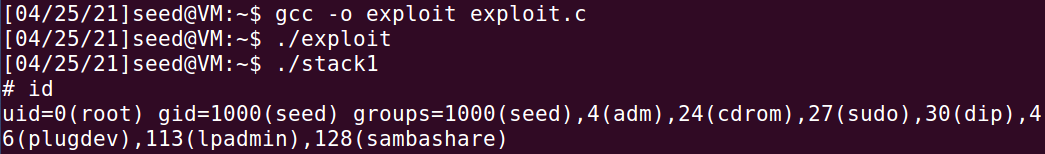 [04/25/21]seed@VM:~$ gcc -o exploit exploit.c
[04/25/21]seed@VM:~$ ./exploit
[04/25/21]seed@VM:~$ ./stack1
# id
uid=0(root) gid=1000(seed) groups=1000(seed),4(adm),24(cdrom),27(sudo),30(dip),4
6(plugdev),113(lpadmin),128(sambashare)